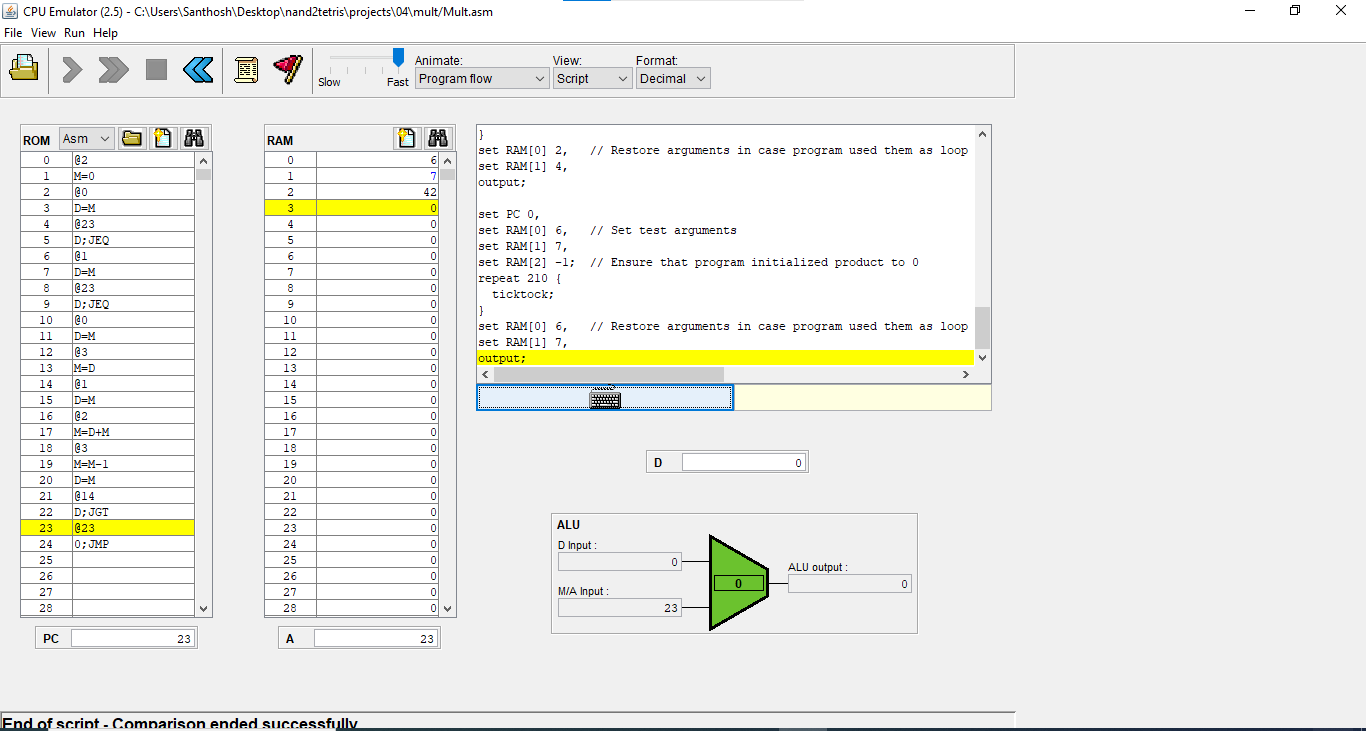 CPU Emulator (2.5) - C:\Users\Santhosh\Desktop\nand2tetris\projects\04\mult/Mult.asm
File View Run Help
Animate: View: Format:
Slow Fast Program flow Script Decimal
ROM Asm
0 @2
1 M=0
2 @0
3 D=M
4 @23
5 D;JEQ
6 @1
7 D=M
8 @23
9 D;JEQ
10 @0
11 D=M
12 @3
13 M=D
14 @1
15 D=M
16 @2
17 M=D+M
18 @3
19 M=M-1
20 D=M
21 @14
22 D;JGT
23 @23
24 0;JMP
25
26
27
28
PC 23
RAM
0 6
1 7
2 42
3 0
4 0
5 0
6 0
7 0
8 0
9 0
10 0
11 0
12 0
13 0
14 0
15 0
16 0
17 0
18 0
19 0
20 0
21 0
22 0
23 0
24 0
25 0
26 0
27 0
28 0
A 23
}
set RAM[0] 2, // Restore arguments in case program used them as loop
set RAM[1] 4,
output;
set PC 0,
set RAM[0] 6, // Set test arguments
set RAM[1] 7,
set RAM[2] -1; // Ensure that program initialized product to 0
repeat 210 {
ticktock;
}
set RAM[0] 6, // Restore arguments in case program used them as loop
set RAM[1] 7,
output;
D 0
ALU
D Input :
0
M/A Input :
23
0
ALU output :
0
End of script - Comparison ended successfully